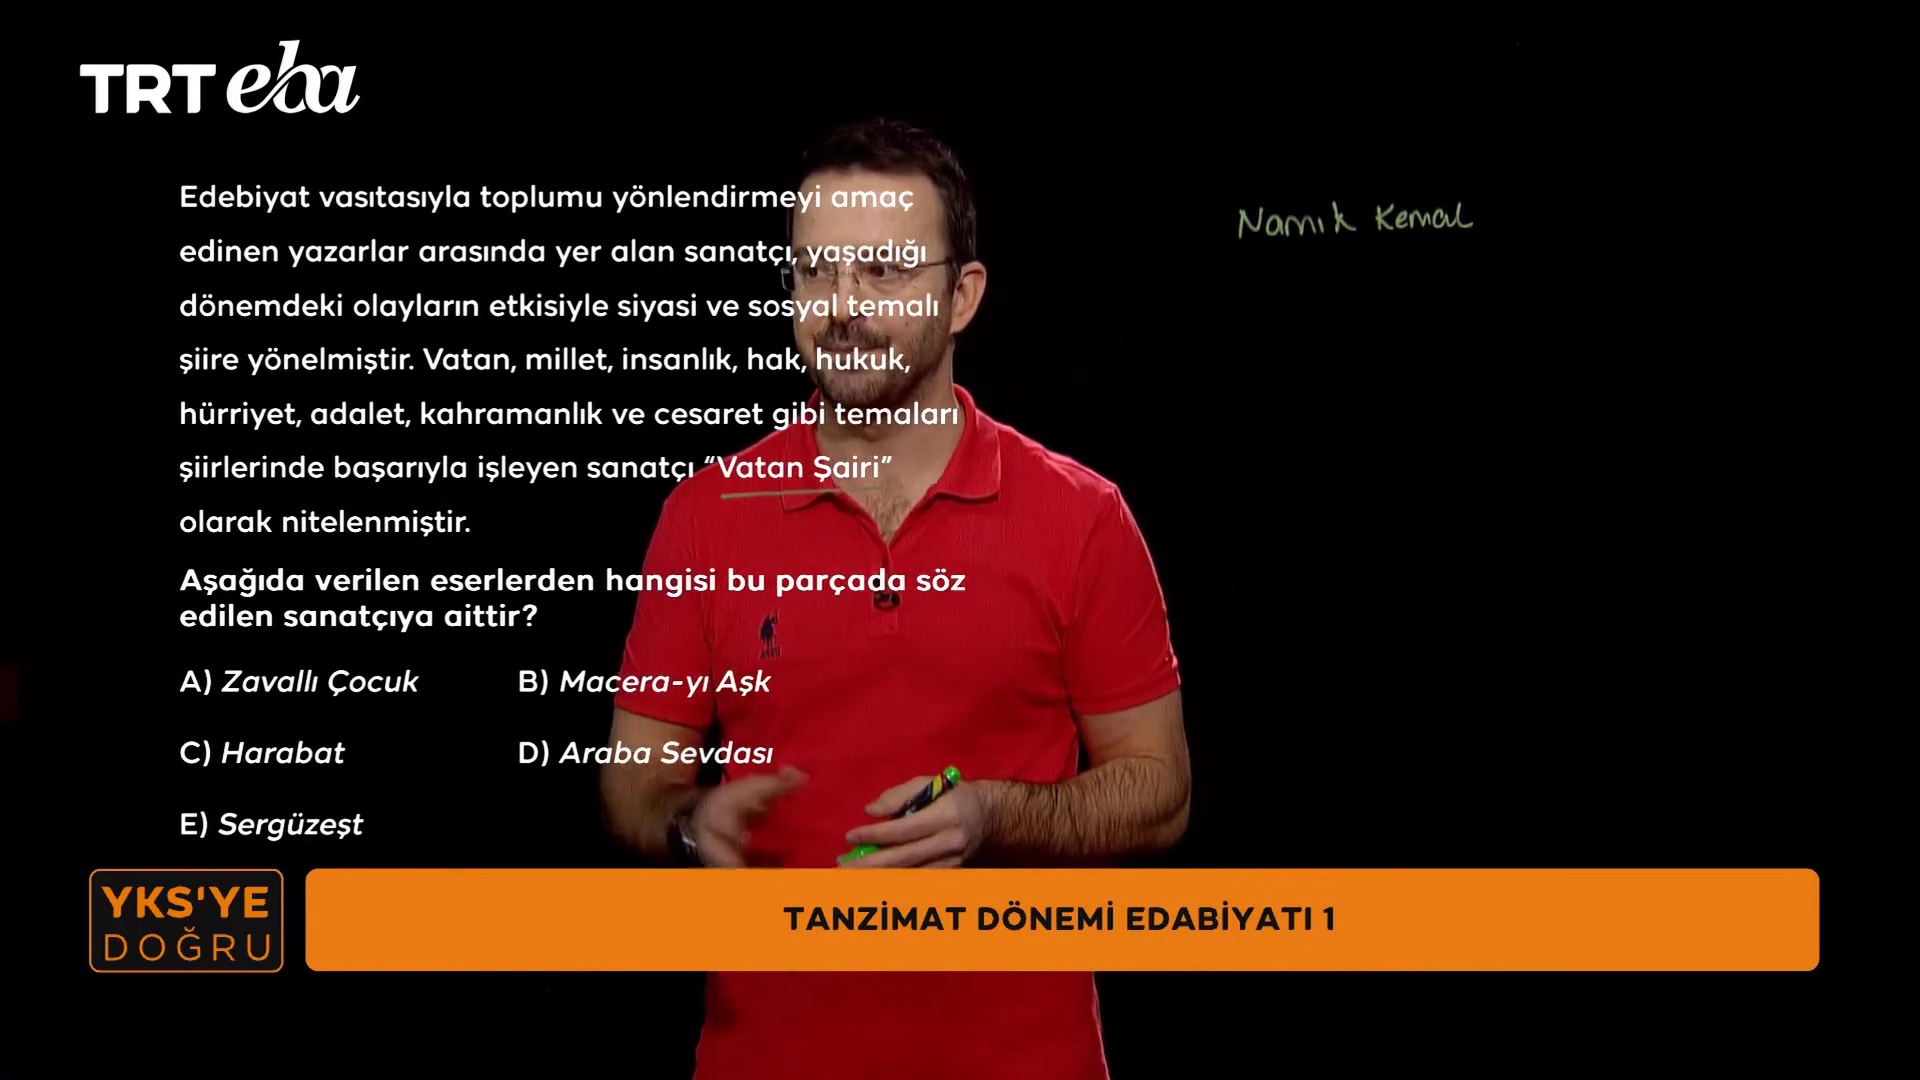 TRT eba
Edebiyat vasıtasıyla toplumu yönlendirmeyi amaç
edinen yazarlar arasında yer alan sanatçı, yaşadığı
dönemdeki olayların etkisiyle siyasi ve sosyal temalı
şiire yönelmiştir. Vatan, millet, insanlık, hak, hukuk,
hürriyet, adalet, kahramanlık ve cesaret gibi temaları
şiirlerinde başarıyla işleyen sanatçı “Vatan Şairi”
olarak nitelenmiştir.
Aşağıda verilen eserlerden hangisi bu parçada söz
edilen sanatçıya aittir?
A) Zavallı Çocuk B) Macera-yı Aşk
C) Harabat D) Araba Sevdası
E) Sergüzeşt
Namık Kemal
YKS'YE
DOĞRU
TANZİMAT DÖNEMİ EDABİYATI 1